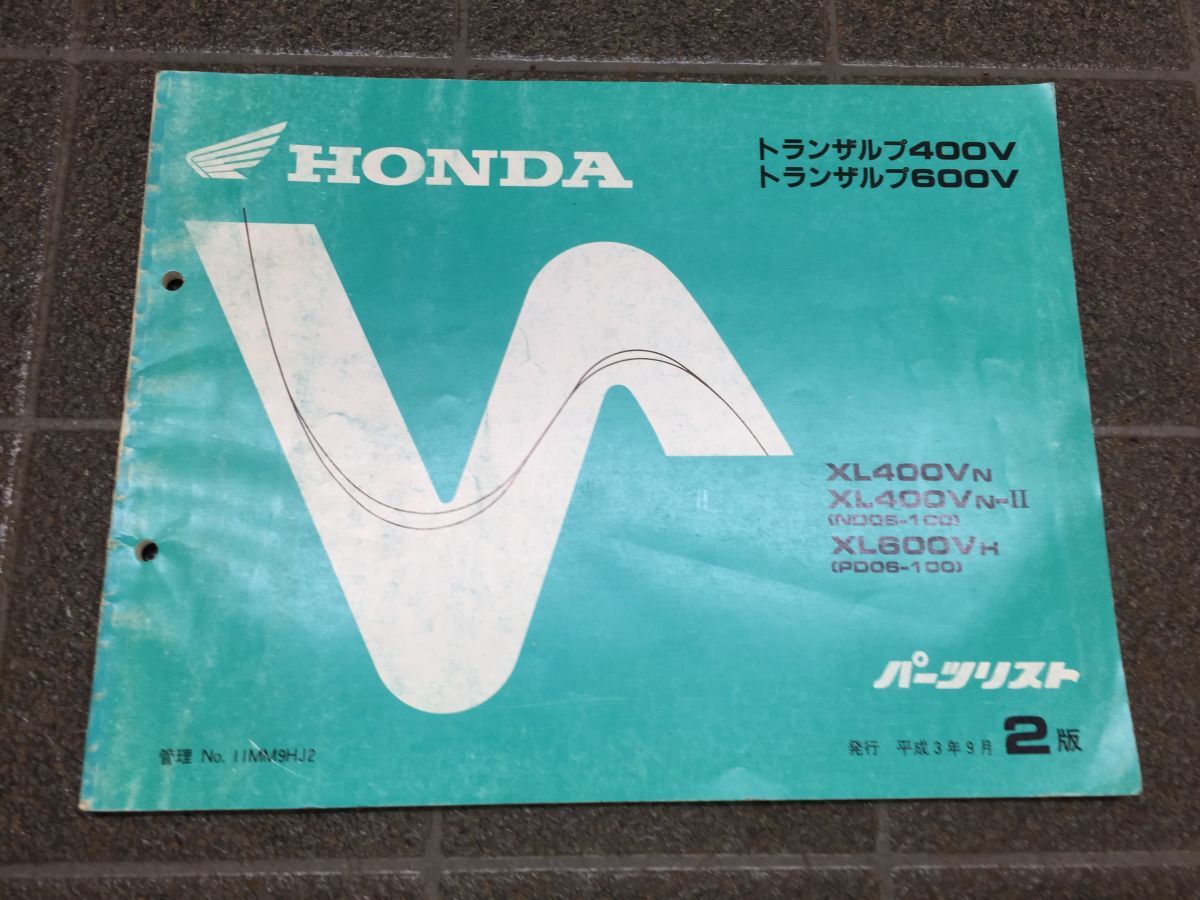 HONDA
トランザルプ400V
トランザルプ600V
XL400VN
XL400VN-II
(ND06-100)
XL600VH
(PD06-100)
パーツリスト
管理 No. 11MM9HJ2
発行 平成3年9月 2版